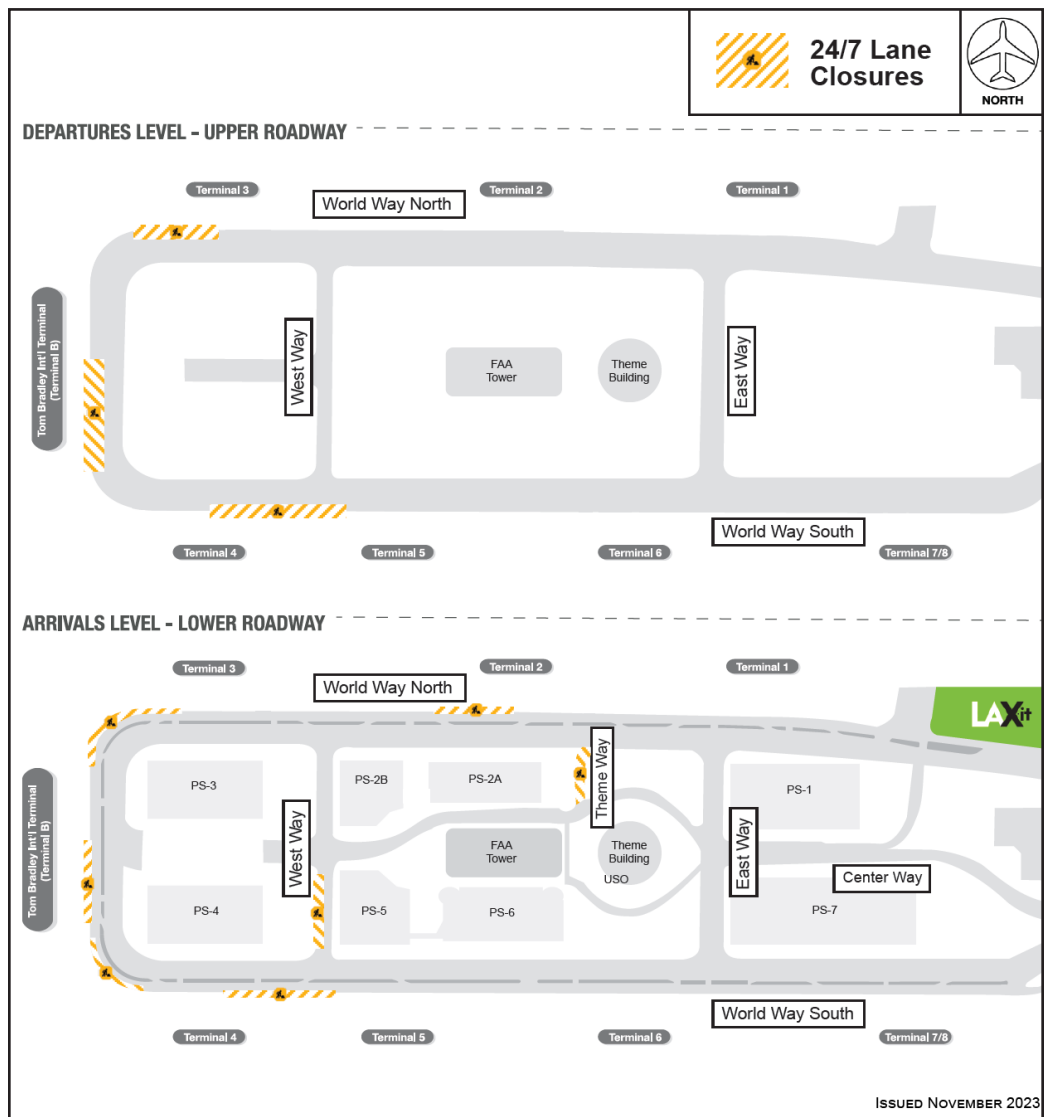 24/7 Lane
Closures
NORTH
DEPARTURES LEVEL - UPPER ROADWAY
Terminal 3
Terminal 2
Terminal 1
World Way North
Tom Bradley Int'l Terminal
(Terminal B)
West Way
FAA
Tower
Theme
Building
East Way
World Way South
Terminal 4
Terminal 5
Terminal 6
Terminal 7/8
ARRIVALS LEVEL - LOWER ROADWAY
Terminal 3
Terminal 2
Terminal 1
World Way North
LAXit
Tom Bradley Int'l Terminal
(Terminal B)
PS-3
PS-2B
PS-2A
Theme Way
PS-1
West Way
FAA
Tower
Theme
Building
USO
East Way
Center Way
PS-4
PS-5
PS-6
PS-7
World Way South
Terminal 4
Terminal 5
Terminal 6
Terminal 7/8
ISSUED NOVEMBER 2023